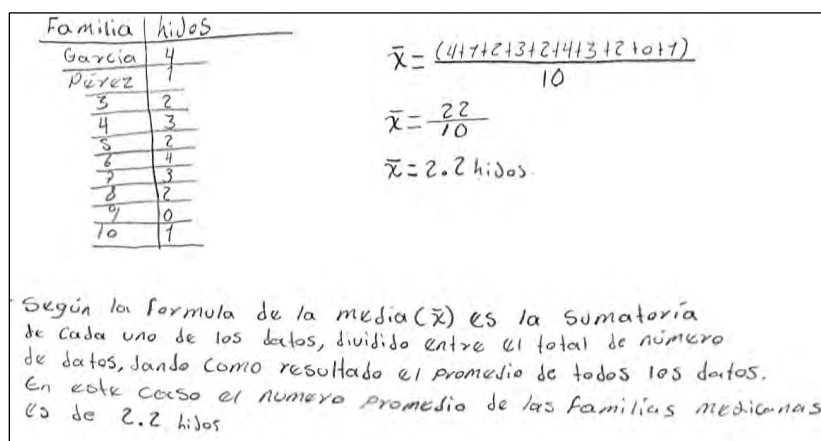 Familia hijos
García 4
Pérez 1
3 2
4 3
5 2
6 4
7 3
8 2
9 0
10 1
x̄ = (4+1+2+3+2+4+3+2+0+1)
10
x̄ = 22
10
x̄ = 2.2 hijos.
Según la formula de la media (x̄) es la sumatoria
de cada uno de los datos, dividido entre el total de número
de datos, dando como resultado el promedio de todos los datos.
En este caso el numero promedio de las familias mexicanas
es de 2.2 hijos